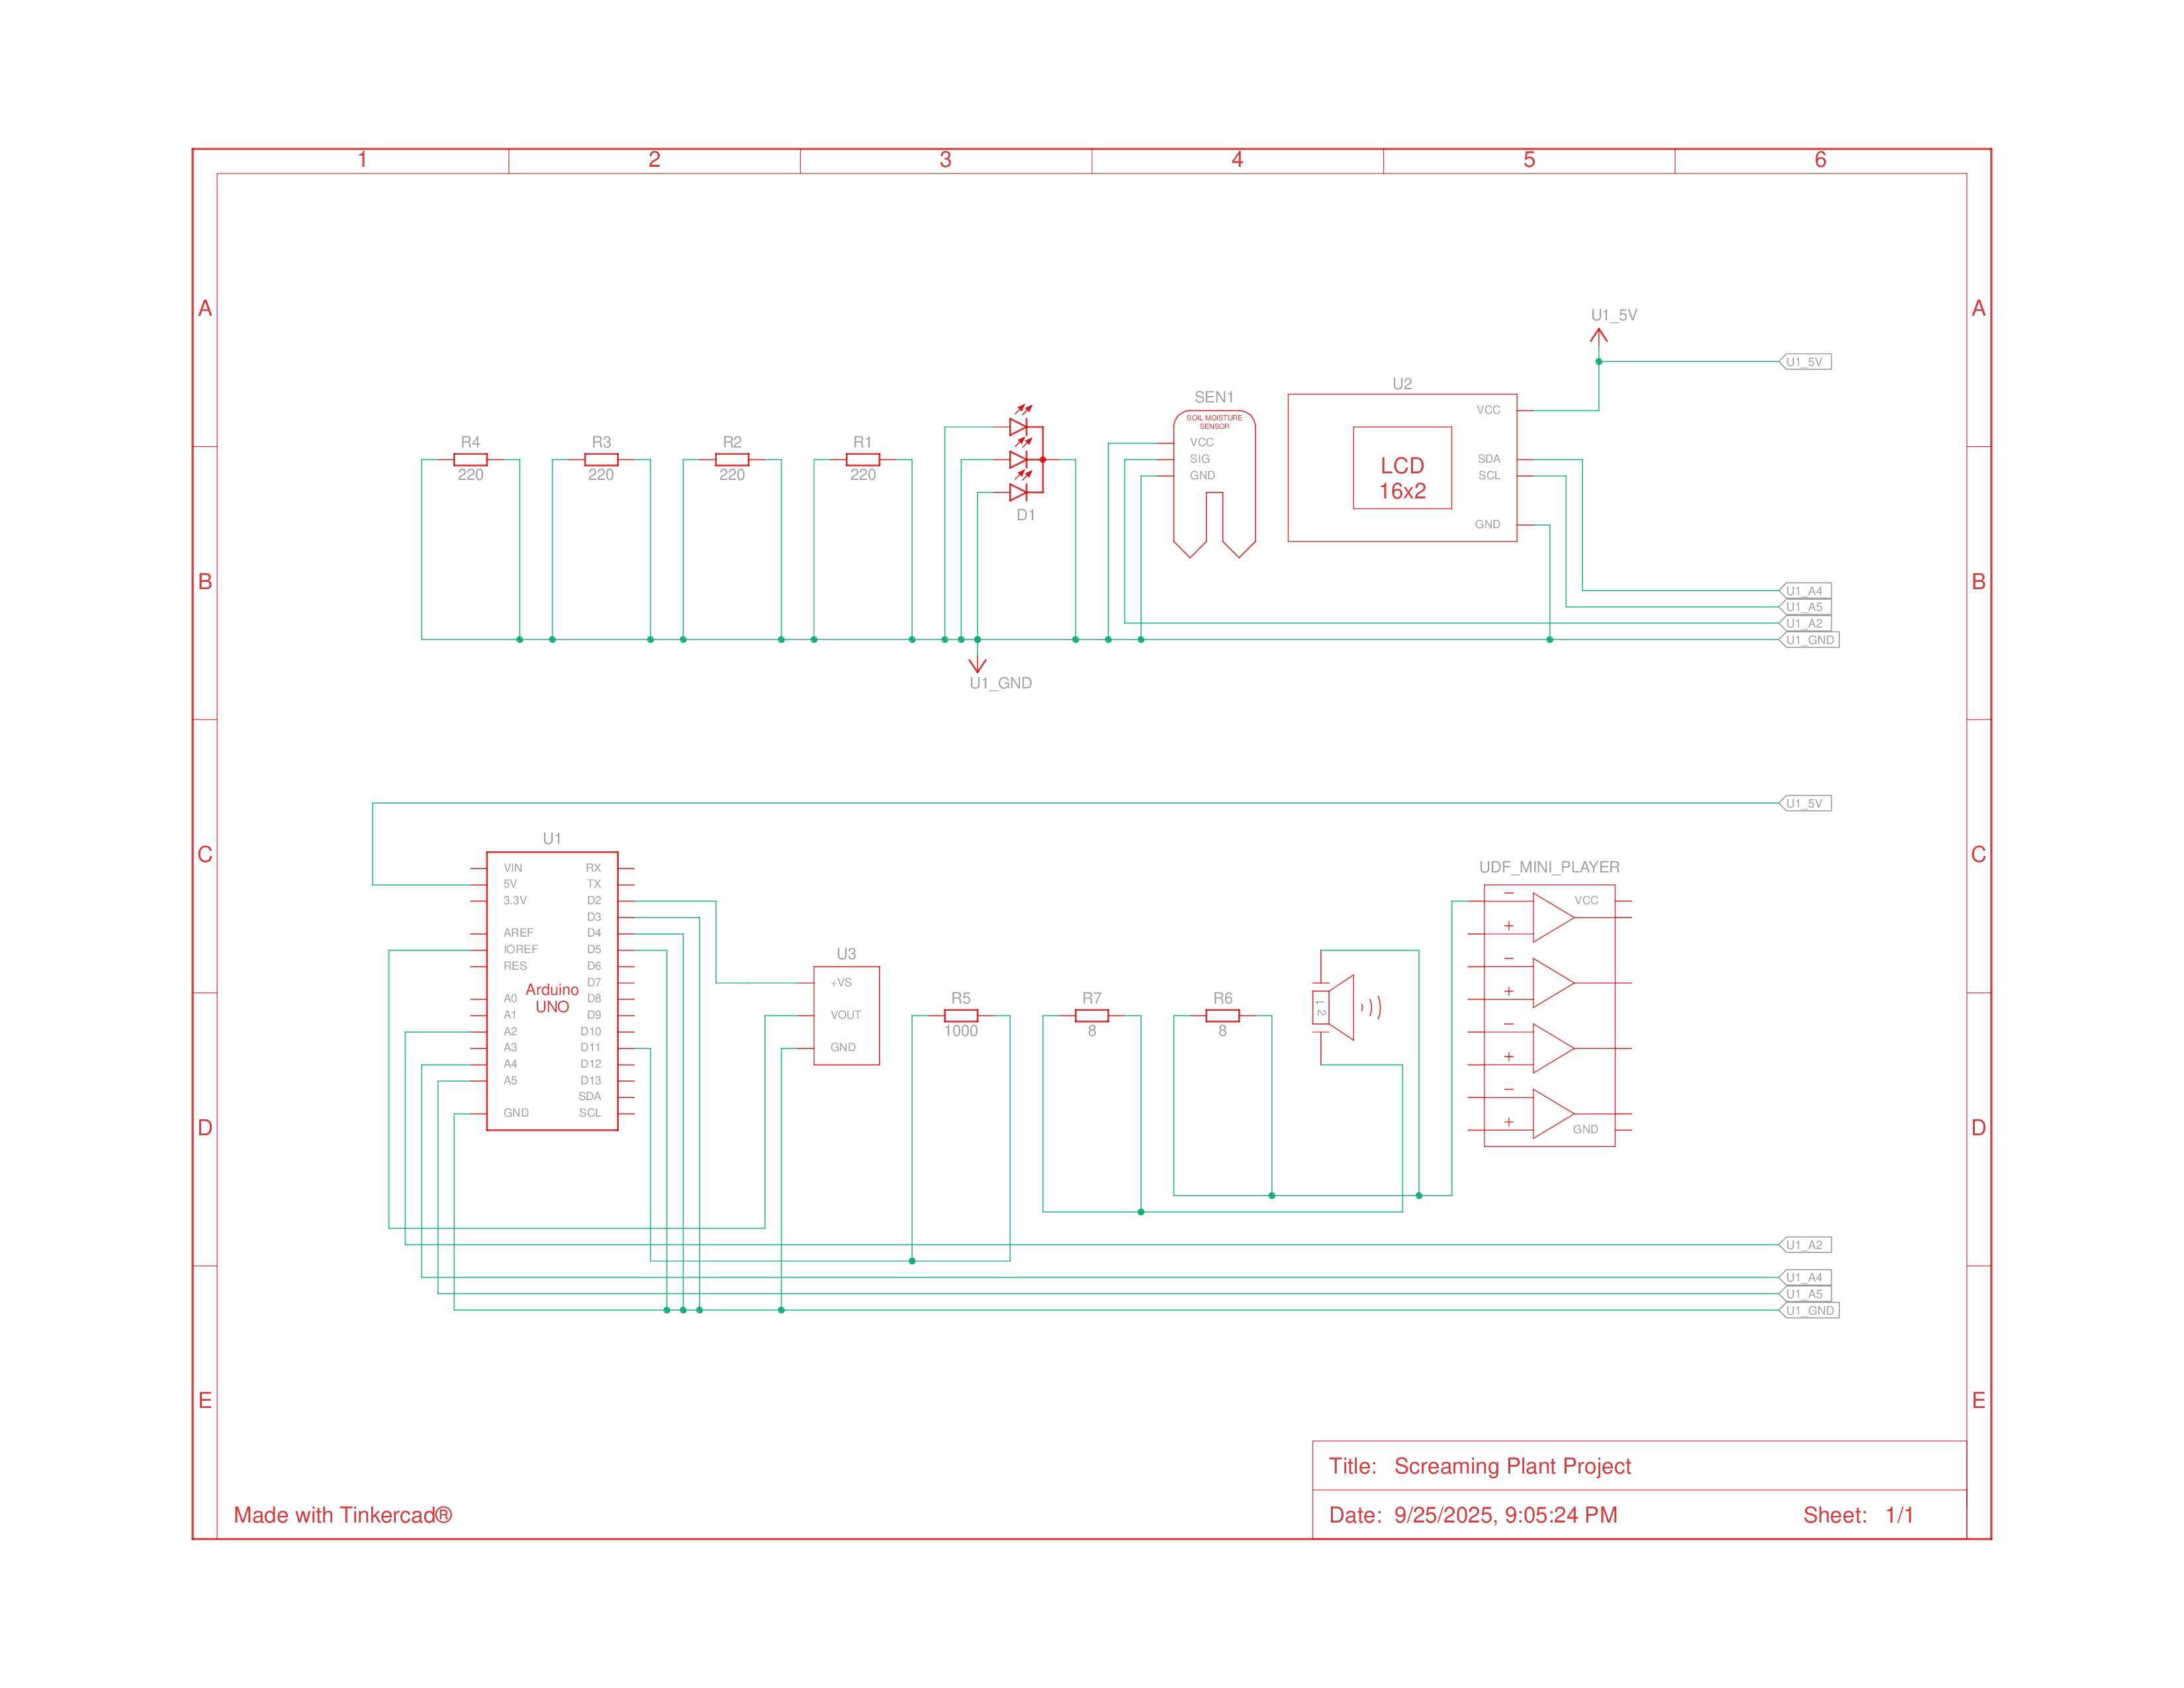 1 2 3 4 5 6
A A
U1_5V
U1_5V
U2
SEN1
SOIL MOISTURE
SENSOR
VCC
SIG
GND
VCC
SDA
SCL
GND
LCD
16x2
R4
220
R3
220
R2
220
R1
220
D1
B B
U1_A4
U1_A5
U1_A2
U1_GND
U1_GND
U1_5V
C C
U1
VIN RX
5V TX
3.3V D2
D3
AREF D4
IOREF D5
RES D6
D7
Arduino
UNO
A0 D8
A1 D9
A2 D10
A3 D11
A4 D12
A5 D13
SDA
GND SCL
U3
+VS
VOUT
GND
R5
1000
R7
8
R6
8
1 2
UDF_MINI_PLAYER
VCC
− +
− +
− +
− +
GND
D D
U1_A2
U1_A4
U1_A5
U1_GND
E E
Title: Screaming Plant Project
Date: 9/25/2025, 9:05:24 PM Sheet: 1/1
Made with Tinkercad®